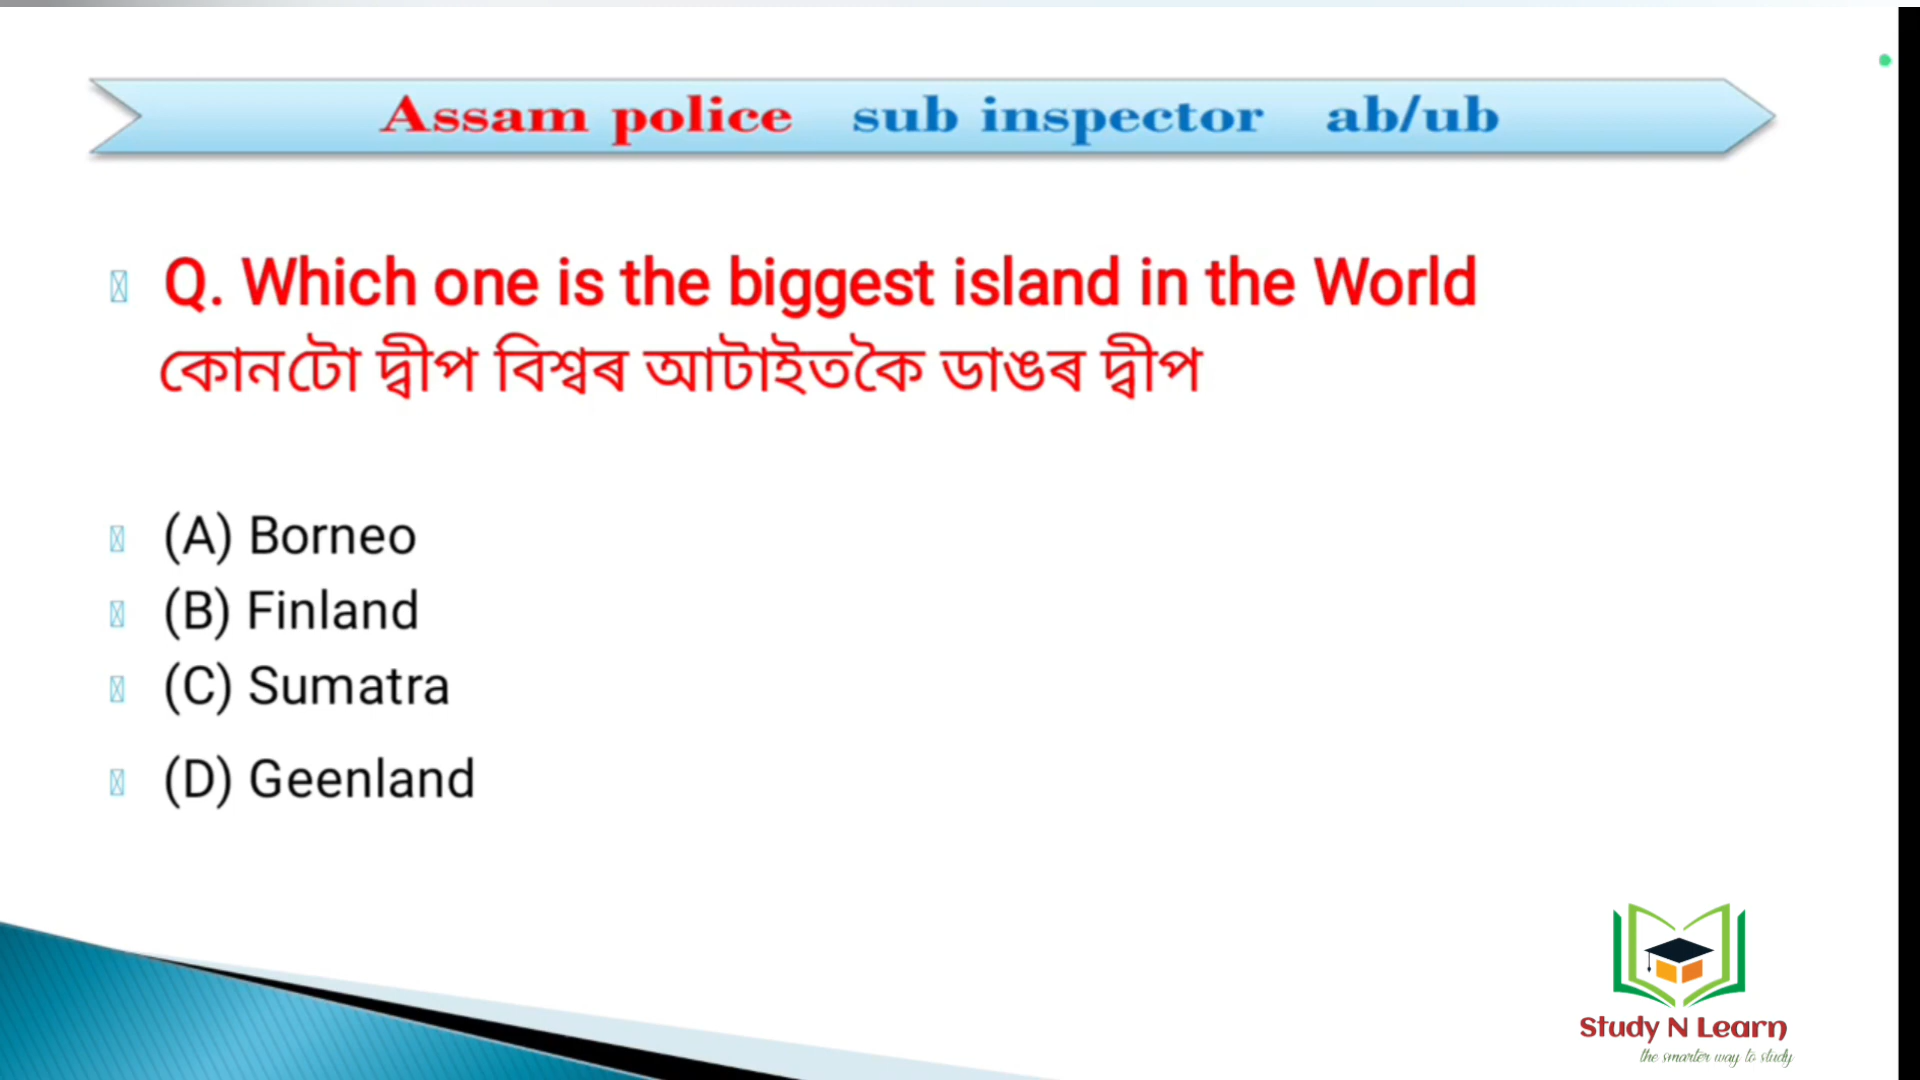 Assam police sub inspector ab/ub
Q. Which one is the biggest island in the World
কোনটো দ্বীপ বিশ্বৰ আটাইতকৈ ডাঙৰ দ্বীপ
(A) Borneo
(B) Finland
(C) Sumatra
(D) Geenland
Study N Learn
the smarter way to study